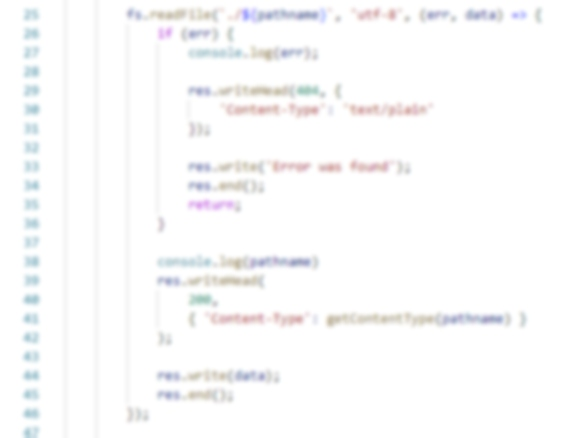 25 fs.readFile(`./${pathname}`, 'utf-8', (err, data) => {
26 if (err) {
27 console.log(err);
28
29 res.writeHead(404, {
30 'Content-Type': 'text/plain'
31 });
32
33 res.write('Error was found');
34 res.end();
35 return;
36 }
37
38 console.log(pathname)
39 res.writeHead(
40 200,
41 { 'Content-Type': getContentType(pathname) }
42 );
43
44 res.write(data);
45 res.end();
46 });
47